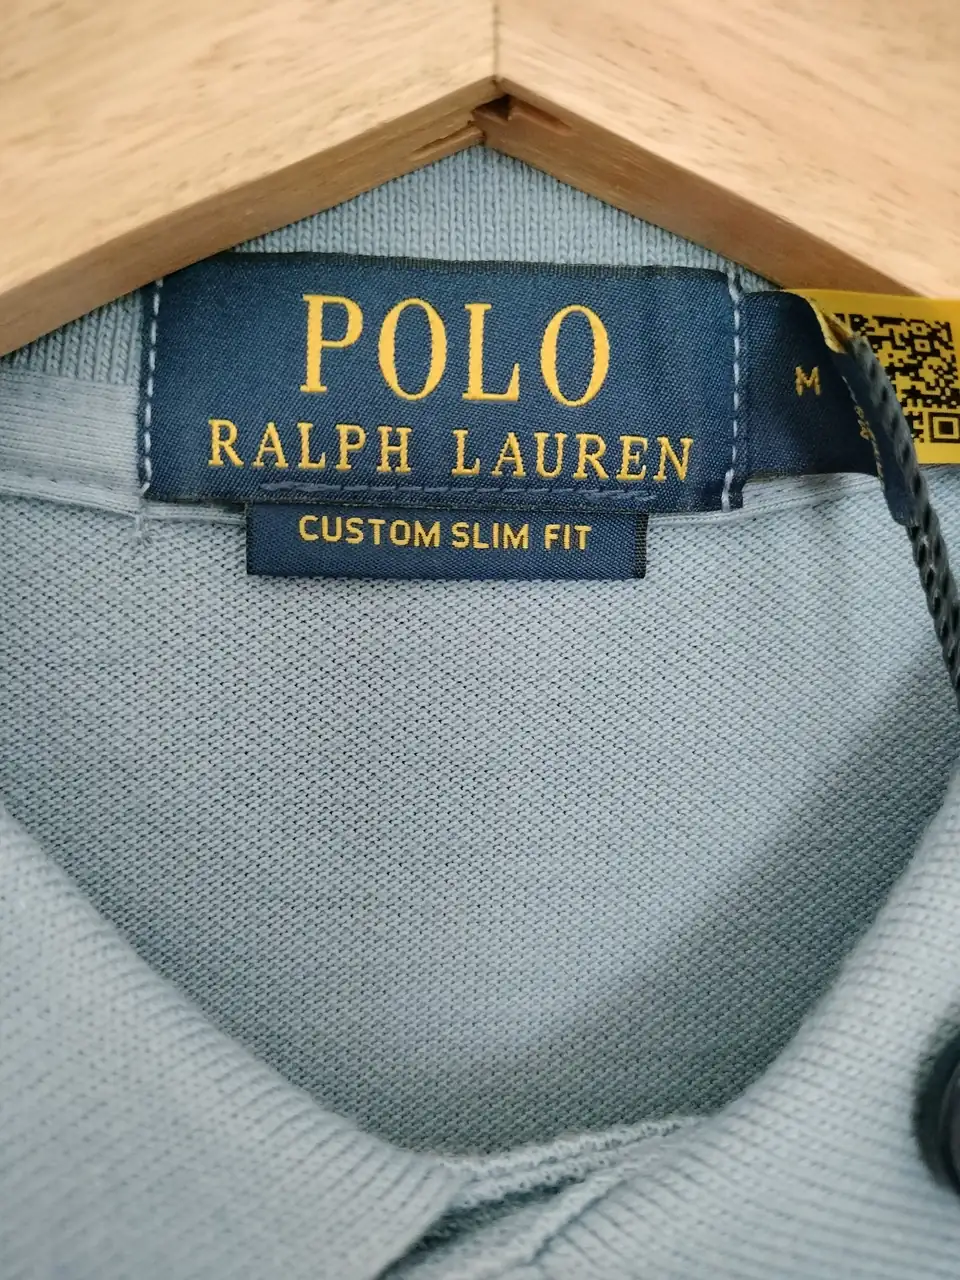 POLO
RALPH LAUREN
M
CUSTOM SLIM FIT